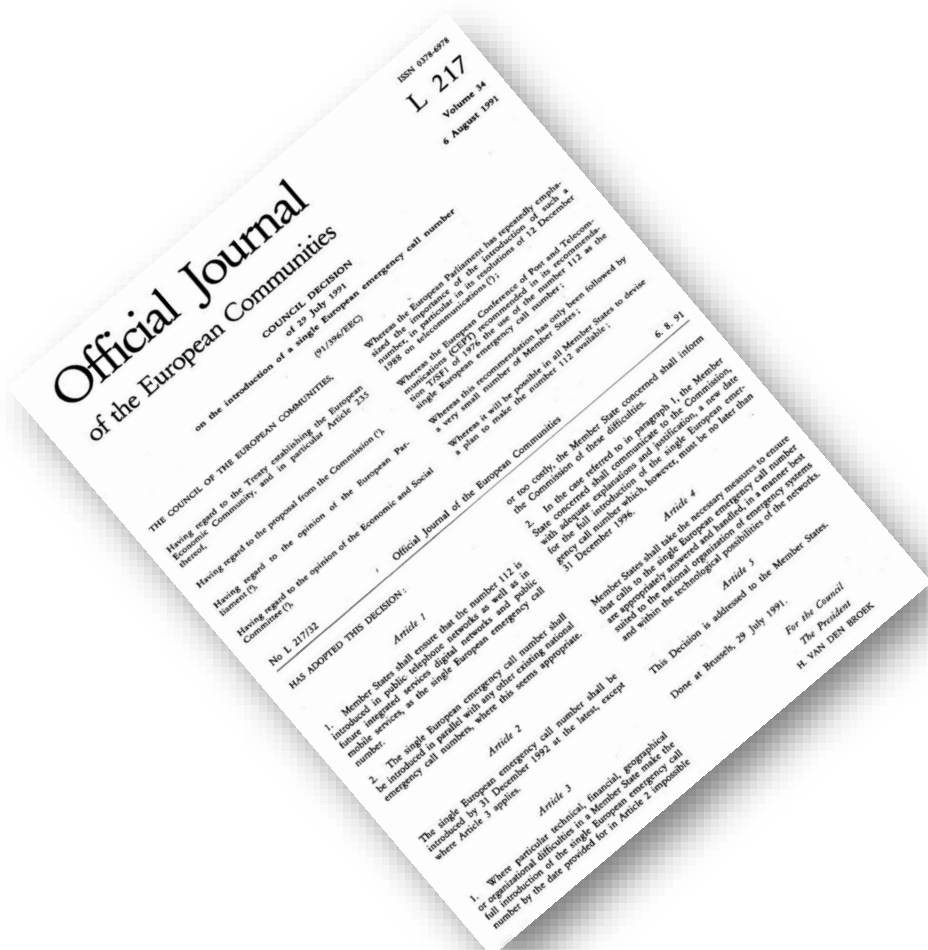 ISSN 0378-6978
L 217
Volume 34
6 August 1991
Official Journal
of the European Communities
COUNCIL DECISION
of 29 July 1991
on the introduction of a single European emergency call number
(91/396/EEC)
THE COUNCIL OF THE EUROPEAN COMMUNITIES,
Having regard to the Treaty establishing the European
Economic Community, and in particular Article 235
thereof,
Having regard to the proposal from the Commission (¹),
Having regard to the opinion of the European Par-
liament (²),
Having regard to the opinion of the Economic and Social
Committee (³),
Whereas the European Parliament has repeatedly empha-
sized the importance of the introduction of such a
number, in particular in its resolutions of 12 December
1988 on telecommunications (⁴) ;
Whereas the European Conference of Post and Telecom-
munications (CEPT) recommended in its recommenda-
tion T/SF1 of 1976 the use of the number 112 as the
single European emergency call number ;
Whereas this recommendation has only been followed by
a very small number of Member States ;
Whereas it will be possible for all Member States to devise
a plan to make the number 112 available ;
No L 217/32
Official Journal of the European Communities
6. 8. 91
HAS ADOPTED THIS DECISION :
Article 1
1. Member States shall ensure that the number 112 is
introduced in public telephone networks as well as in
future integrated services digital networks and public
mobile services, as the single European emergency call
number.
2. The single European emergency call number shall
be introduced in parallel with any other existing national
emergency call numbers, where this seems appropriate.
Article 2
The single European emergency call number shall be
introduced by 31 December 1992 at the latest, except
where Article 3 applies.
Article 3
1. Where particular technical, financial, geographical
or organizational difficulties in a Member State make the
full introduction of the single European emergency call
number by the date provided for in Article 2 impossible
or too costly, the Member State concerned shall inform
the Commission of these difficulties.
2. In the case referred to in paragraph 1, the Member
State concerned shall communicate to the Commission,
with adequate explanations and justification, a new date
for the full introduction of the single European emer-
gency call number which, however, must be no later than
31 December 1996.
Article 4
Member States shall take the necessary measures to ensure
that calls to the single European emergency call number
are appropriately answered and handled, in a manner best
suited to the national organization of emergency systems
and within the technological possibilities of the networks.
Article 5
This Decision is addressed to the Member States.
Done at Brussels, 29 July 1991.
For the Council
The President
H. VAN DEN BROEK